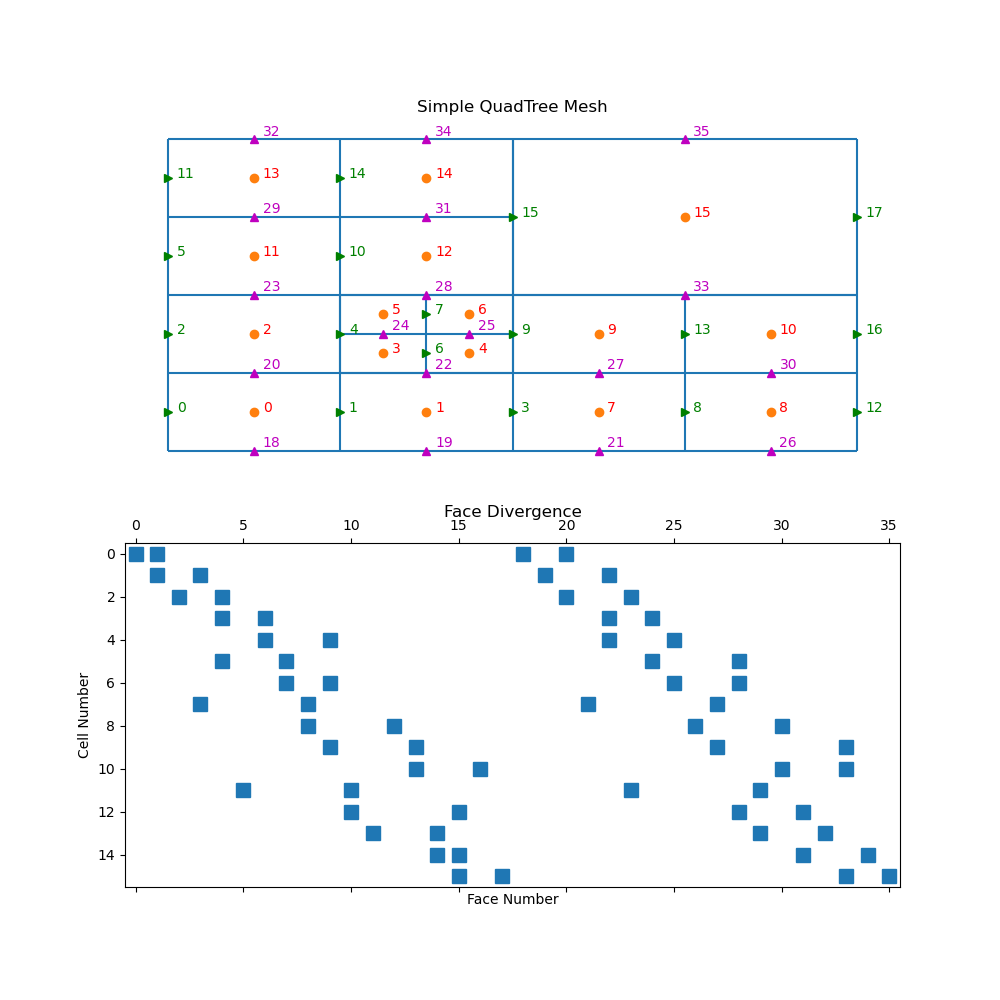 Simple QuadTree Mesh
32 34 35
11 13 14 14
29 31 15 15 17
5 11 10 12
23 28 33
5 7 6
2 2 4 24 25 9 9 13 10 16
3 6 4
20 22 27 30
0 0 1 1 3 7 8 8 12
18 19 21 26
Face Divergence
0 5 10 15 20 25 30 35
0
2
4
6
8
10
12
14
Cell Number
Face Number